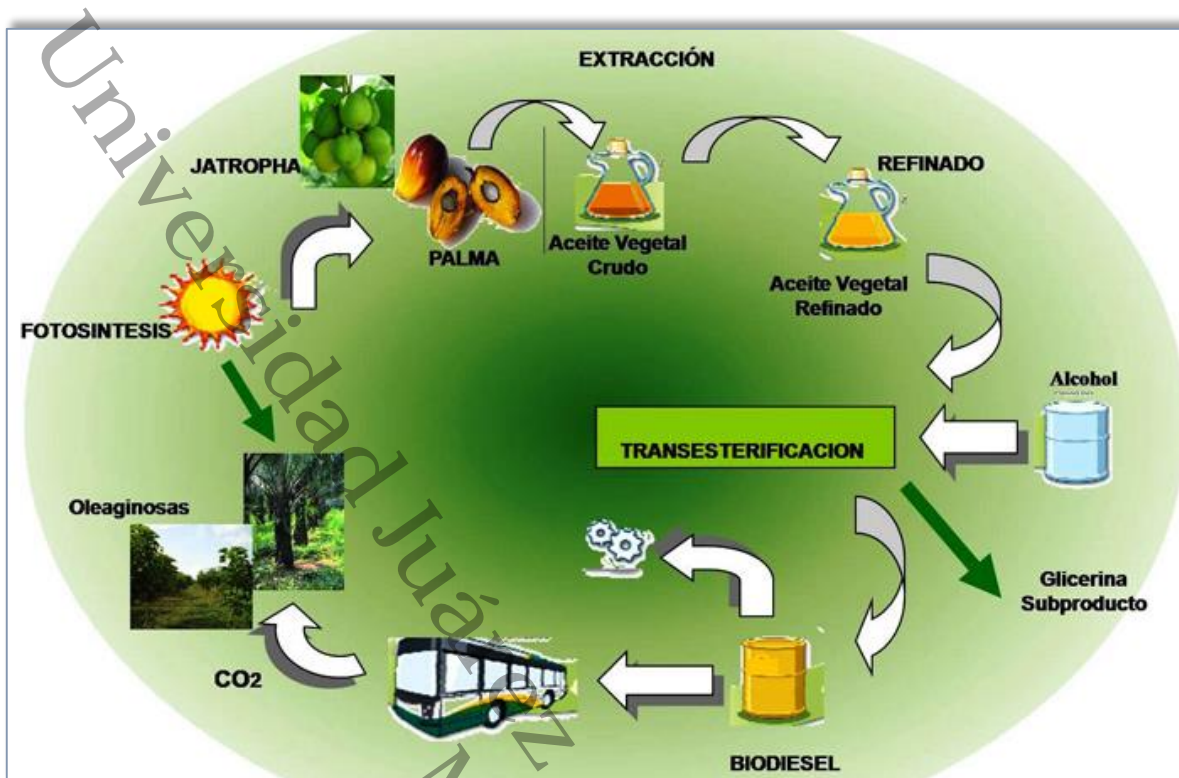 EXTRACCIÓN
JATROPHA
PALMA
Aceite Vegetal
Crudo
REFINADO
Aceite Vegetal
Refinado
FOTOSINTESIS
Alcohol
TRANSESTERIFICACION
Oleaginosas
Glicerina
Subproducto
CO2
BIODIESEL
Universidad Juárez